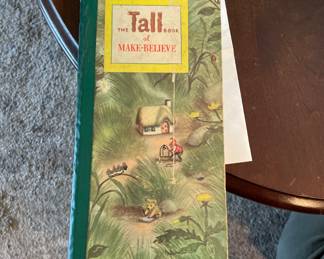 THE Tall BOOK
of
MAKE-BELIEVE